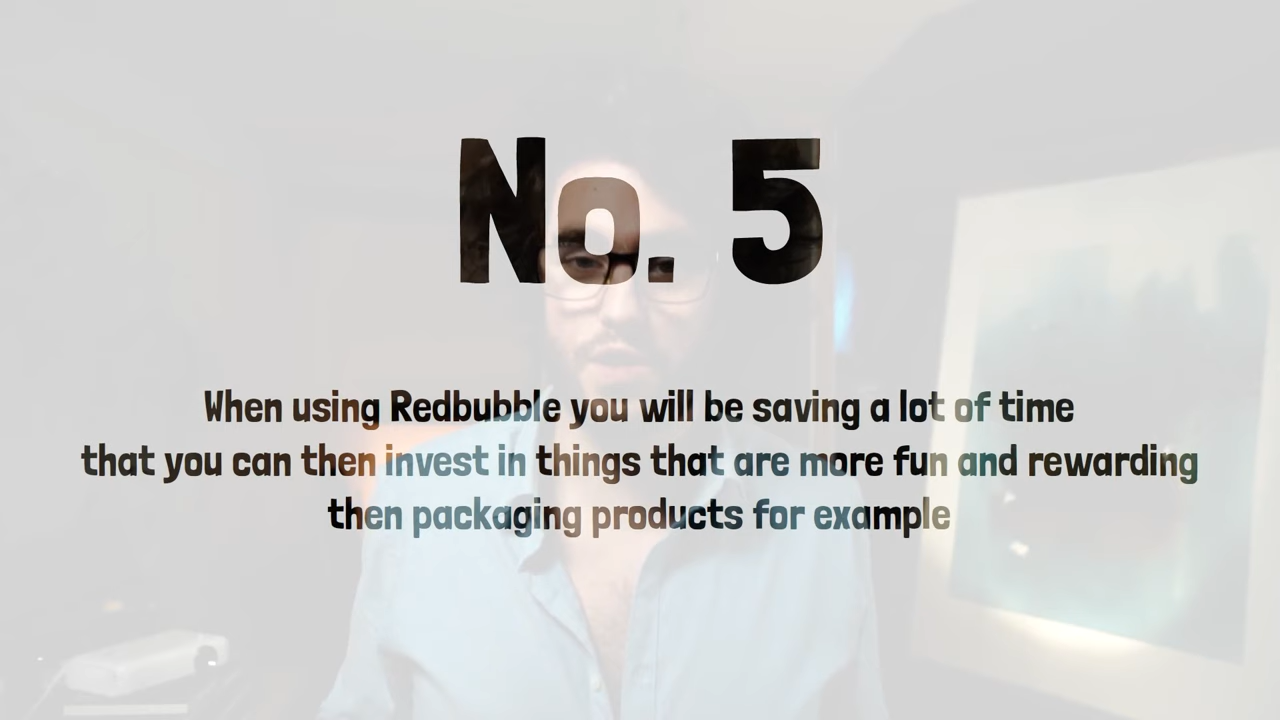 No. 5
When using Redbubble you will be saving a lot of time
that you can then invest in things that are more fun and rewarding
then packaging products for example